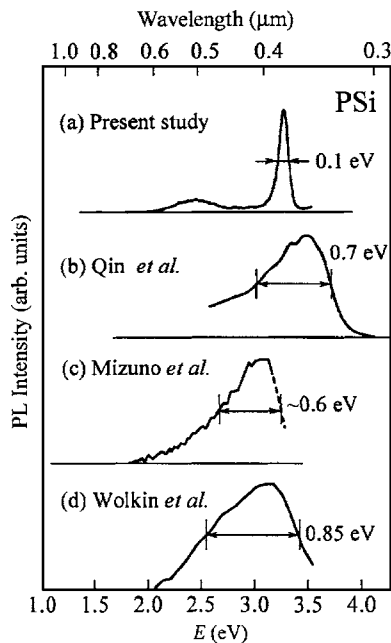 Wavelength (μm)
1.0 0.8 0.6 0.5 0.4 0.3
PSi
(a) Present study
0.1 eV
(b) Qin et al.
0.7 eV
(c) Mizuno et al.
~0.6 eV
(d) Wolkin et al.
0.85 eV
PL Intensity (arb. units)
1.0 1.5 2.0 2.5 3.0 3.5 4.0
E (eV)